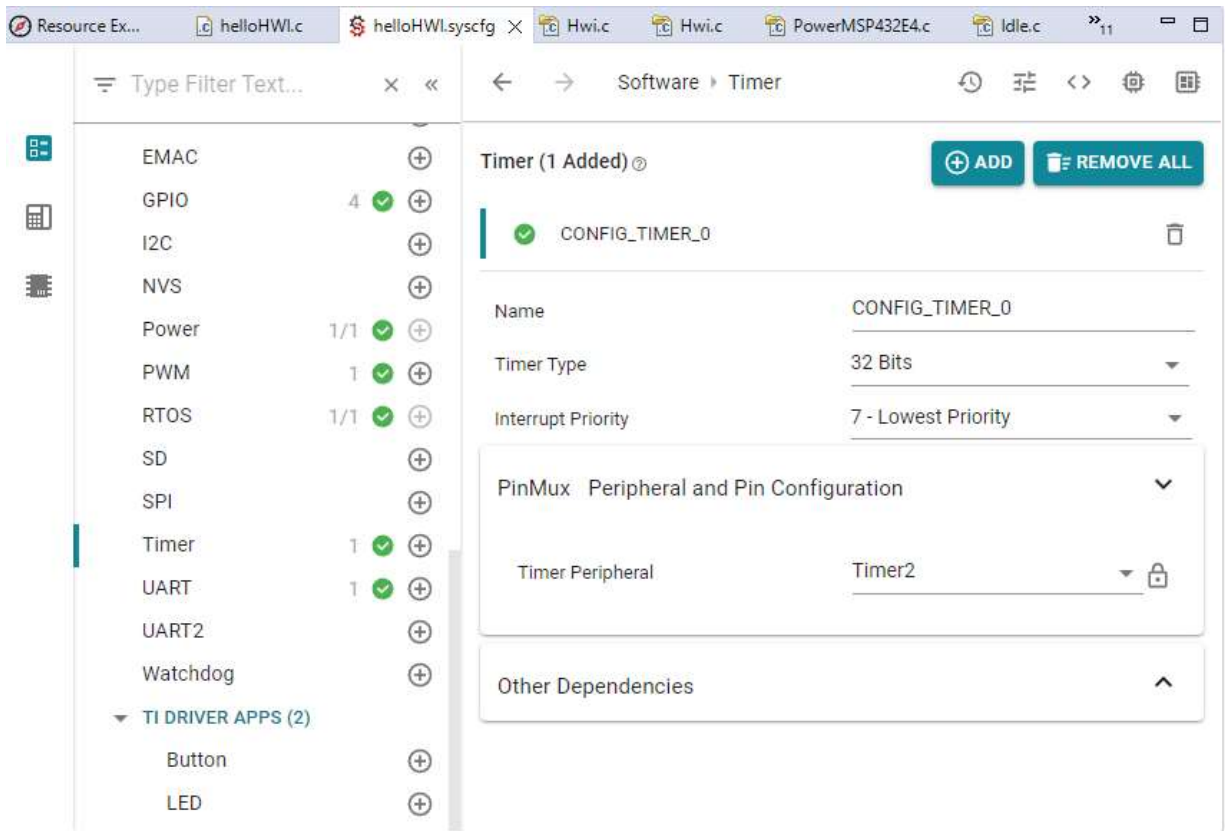 Resource Ex... helloHWI.c helloHWI.syscfg Hwi.c Hwi.c PowerMSP432E4.c Idle.c »11
Type Filter Text... × «
Software Timer
EMAC
GPIO 4
I2C
NVS
Power 1/1
PWM 1
RTOS 1/1
SD
SPI
Timer 1
UART 1
UART2
Watchdog
TI DRIVER APPS (2)
Button
LED
Timer (1 Added)
ADD
REMOVE ALL
CONFIG_TIMER_0
Name CONFIG_TIMER_0
Timer Type 32 Bits
Interrupt Priority 7 - Lowest Priority
PinMux Peripheral and Pin Configuration
Timer Peripheral Timer2
Other Dependencies